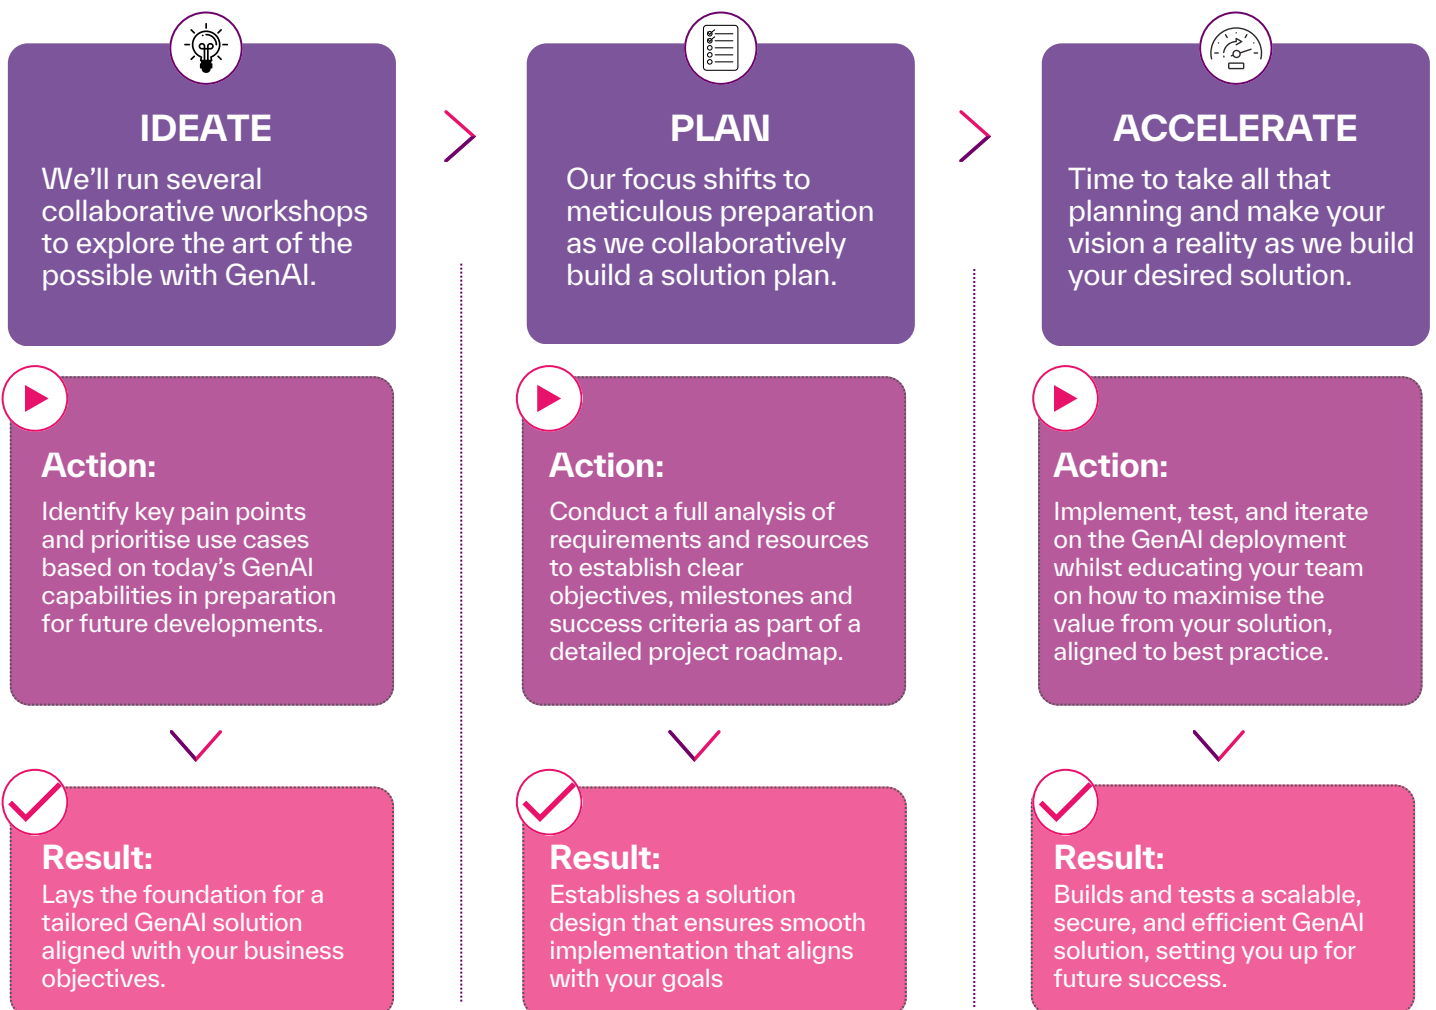 IDEATE
We'll run several
collaborative workshops
to explore the art of the
possible with GenAI.
PLAN
Our focus shifts to
meticulous preparation
as we collaboratively
build a solution plan.
ACCELERATE
Time to take all that
planning and make your
vision a reality as we build
your desired solution.
Action:
Identify key pain points
and prioritise use cases
based on today's GenAI
capabilities in preparation
for future developments.
Action:
Conduct a full analysis of
requirements and resources
to establish clear
objectives, milestones and
success criteria as part of a
detailed project roadmap.
Action:
Implement, test, and iterate
on the GenAI deployment
whilst educating your team
on how to maximise the
value from your solution,
aligned to best practice.
Result:
Lays the foundation for a
tailored GenAI solution
aligned with your business
objectives.
Result:
Establishes a solution
design that ensures smooth
implementation that aligns
with your goals
Result:
Builds and tests a scalable,
secure, and efficient GenAI
solution, setting you up for
future success.